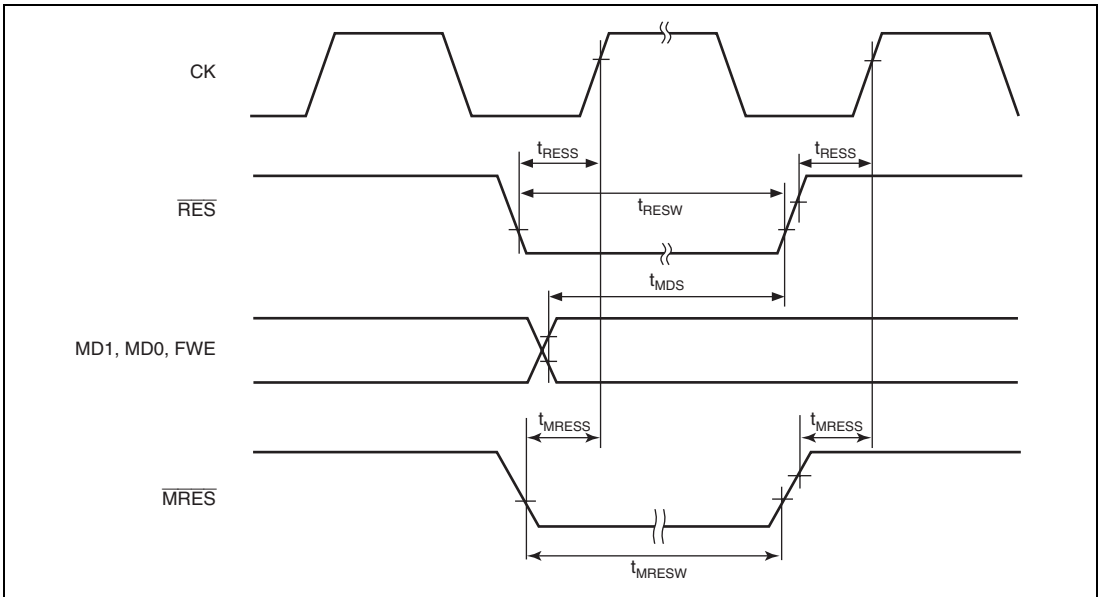 CK
tRESS
tRESS
RES
tRESW
tMDS
MD1, MD0, FWE
tMRESS
tMRESS
MRES
tMRESW